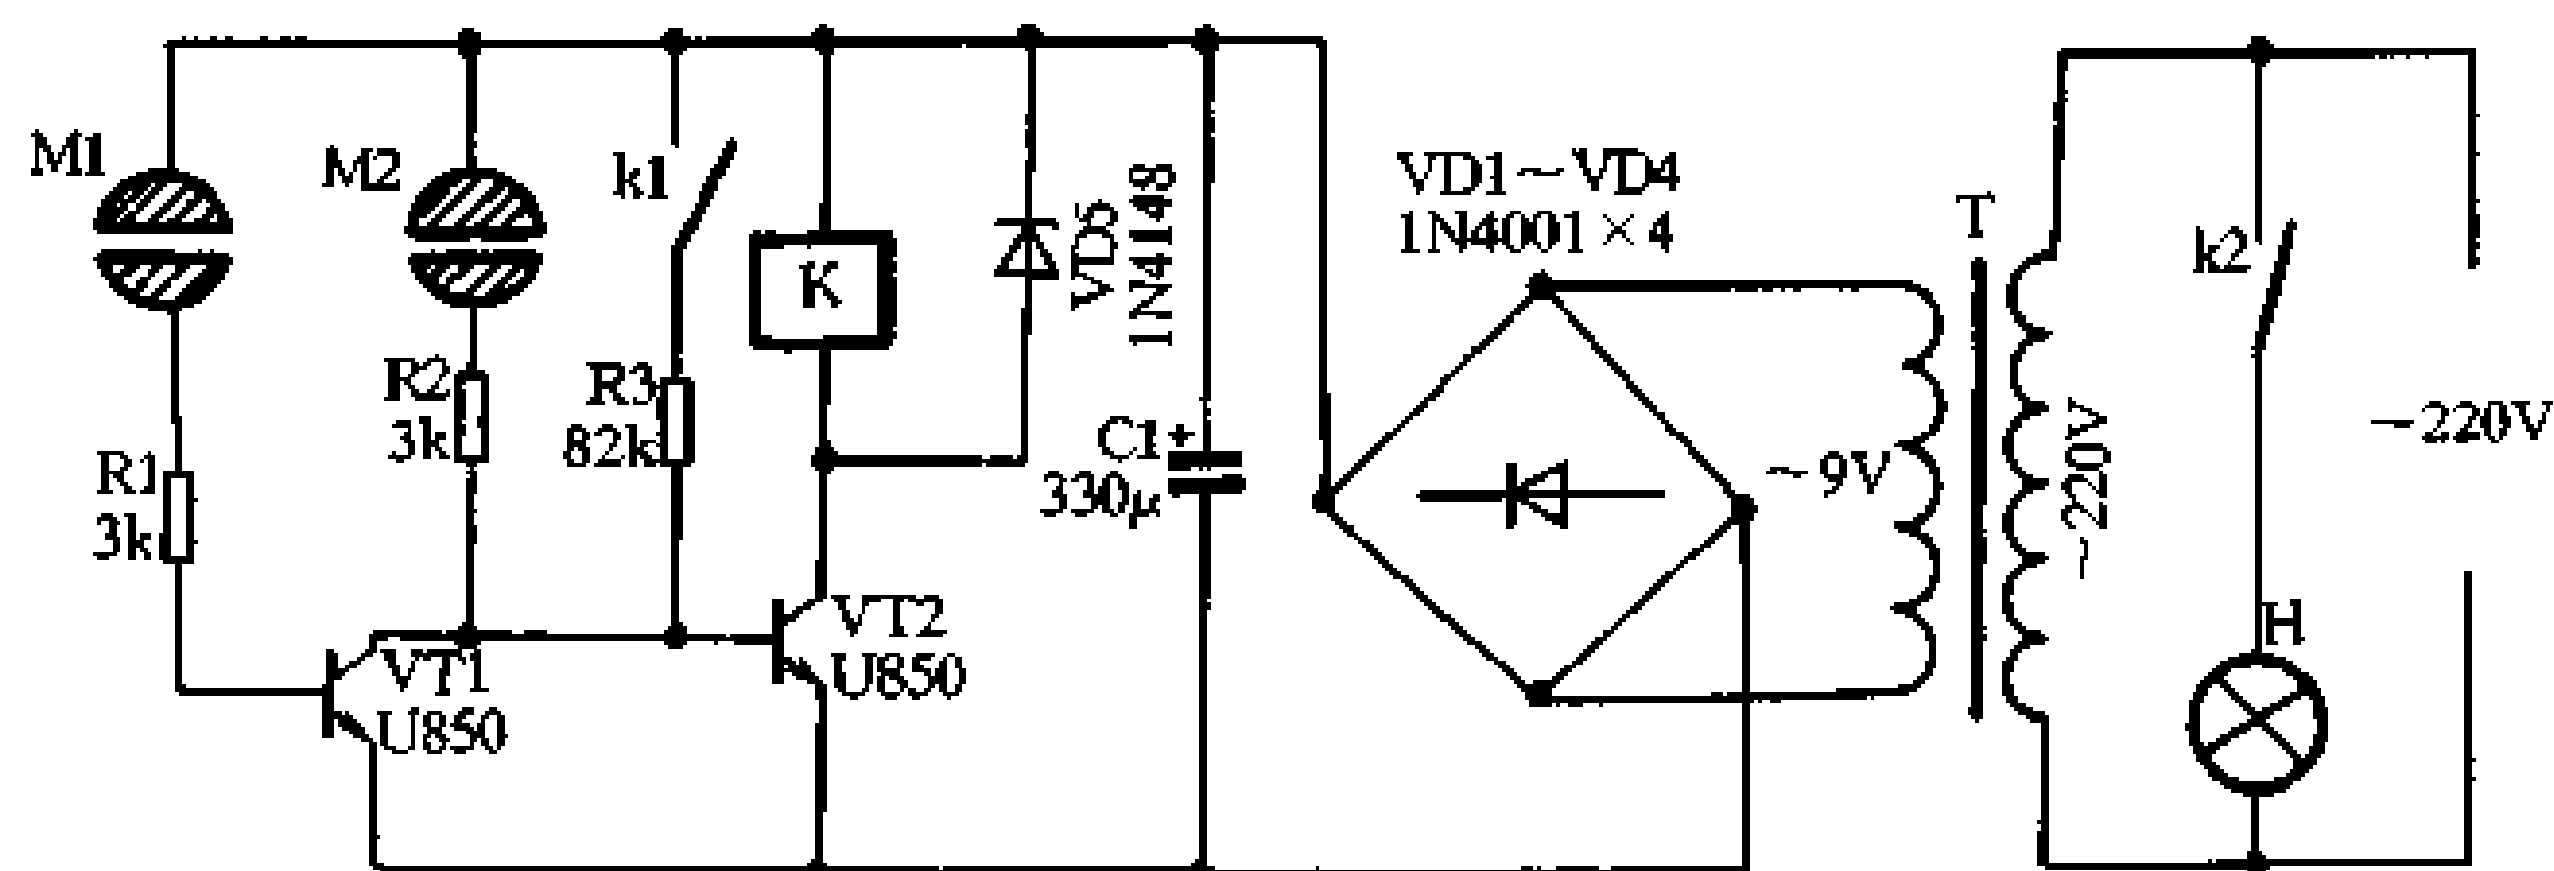 M1
M2
k1
K
VD5
1N4148
VD1～VD4
1N4001×4
T
k2
R1
3k
R2
3k
R3
82k
C1+
330μ
～9V
～220V
～220V
VT1
U850
VT2
U850
H